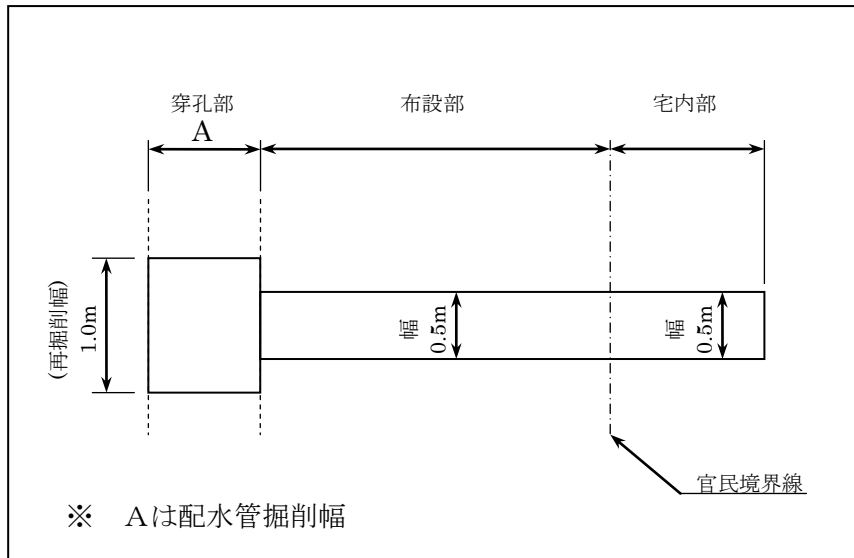 穿孔部
布設部
宅内部
A
(再掘削幅)
1.0m
幅
0.5m
幅
0.5m
官民境界線
※　Aは配水管掘削幅